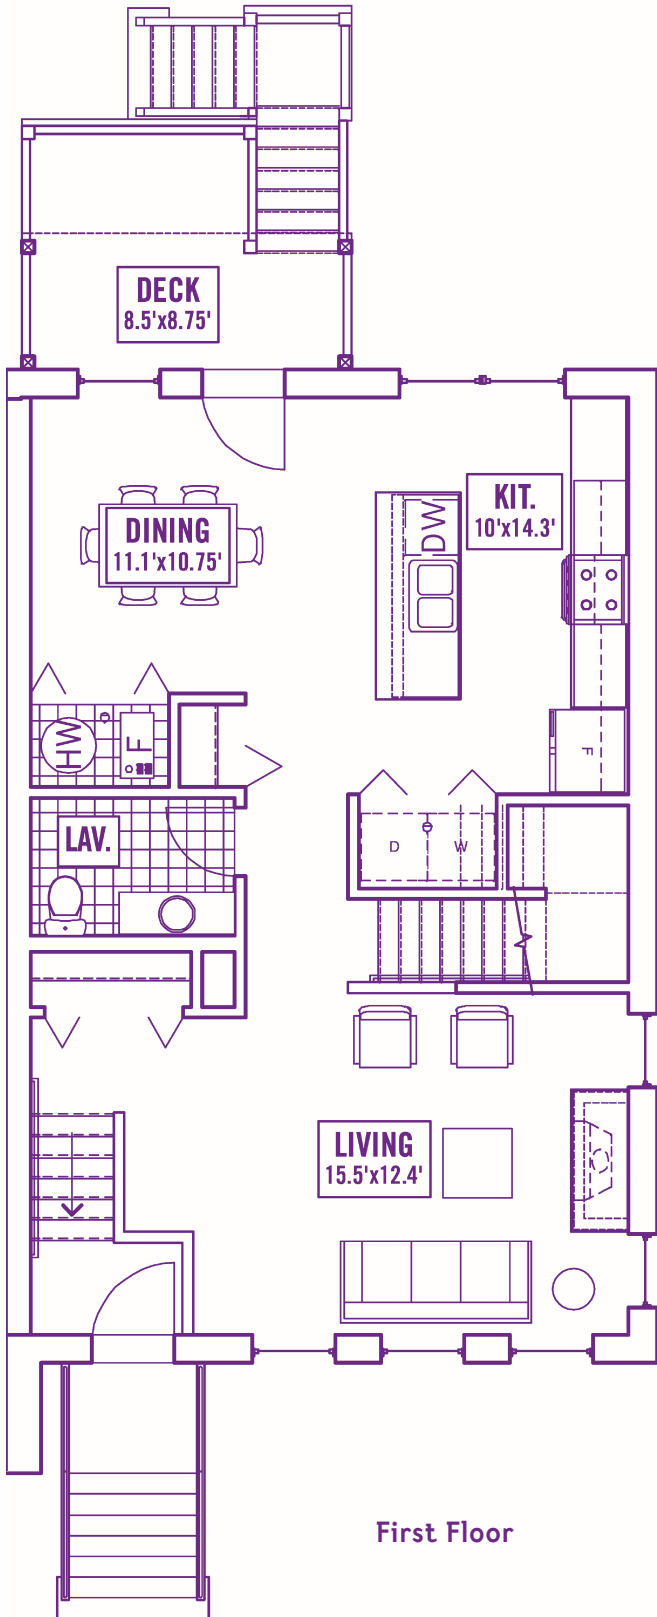 DECK
8.5'x8.75'
KIT.
10'x14.3'
DW
DINING
11.1'x10.75'
HW
F
F
LAV.
D
W
LIVING
15.5'x12.4'
First Floor